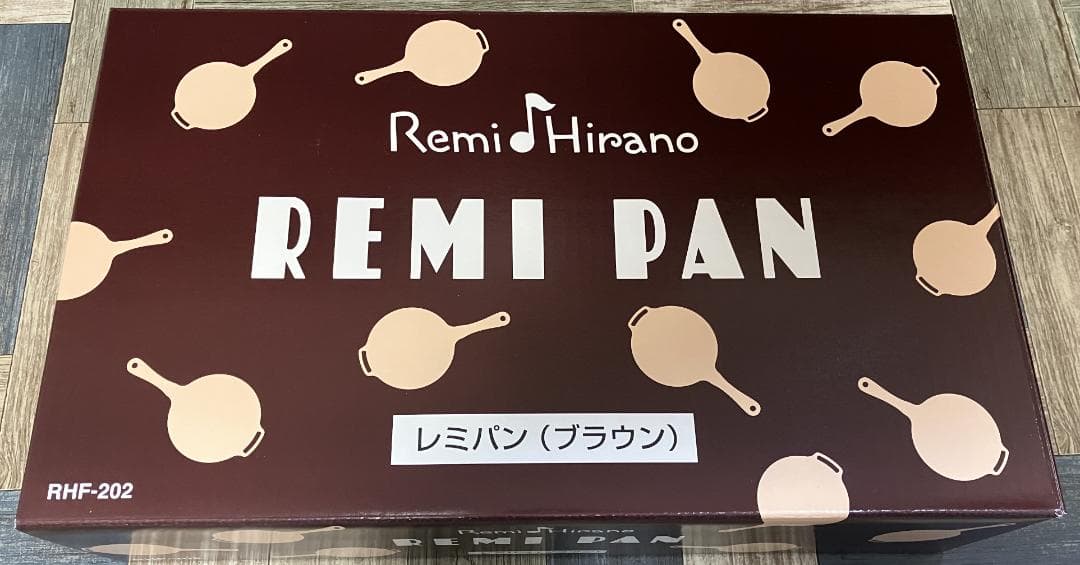 Remi Hirano
REMI PAN
レミパン（ブラウン）
RHF-202
Remi Hirano
REMI PAN